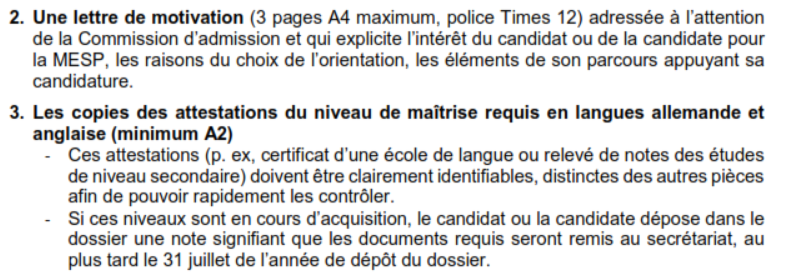 2. Une lettre de motivation (3 pages A4 maximum, police Times 12) adressée à l'attention
de la Commission d'admission et qui explicite l'intérêt du candidat ou de la candidate pour
la MESP, les raisons du choix de l'orientation, les éléments de son parcours appuyant sa
candidature.
3. Les copies des attestations du niveau de maîtrise requis en langues allemande et
anglaise (minimum A2)
- Ces attestations (p. ex, certificat d'une école de langue ou relevé de notes des études
de niveau secondaire) doivent être clairement identifiables, distinctes des autres pièces
afin de pouvoir rapidement les contrôler.
- Si ces niveaux sont en cours d'acquisition, le candidat ou la candidate dépose dans le
dossier une note signifiant que les documents requis seront remis au secrétariat, au
plus tard le 31 juillet de l'année de dépôt du dossier.